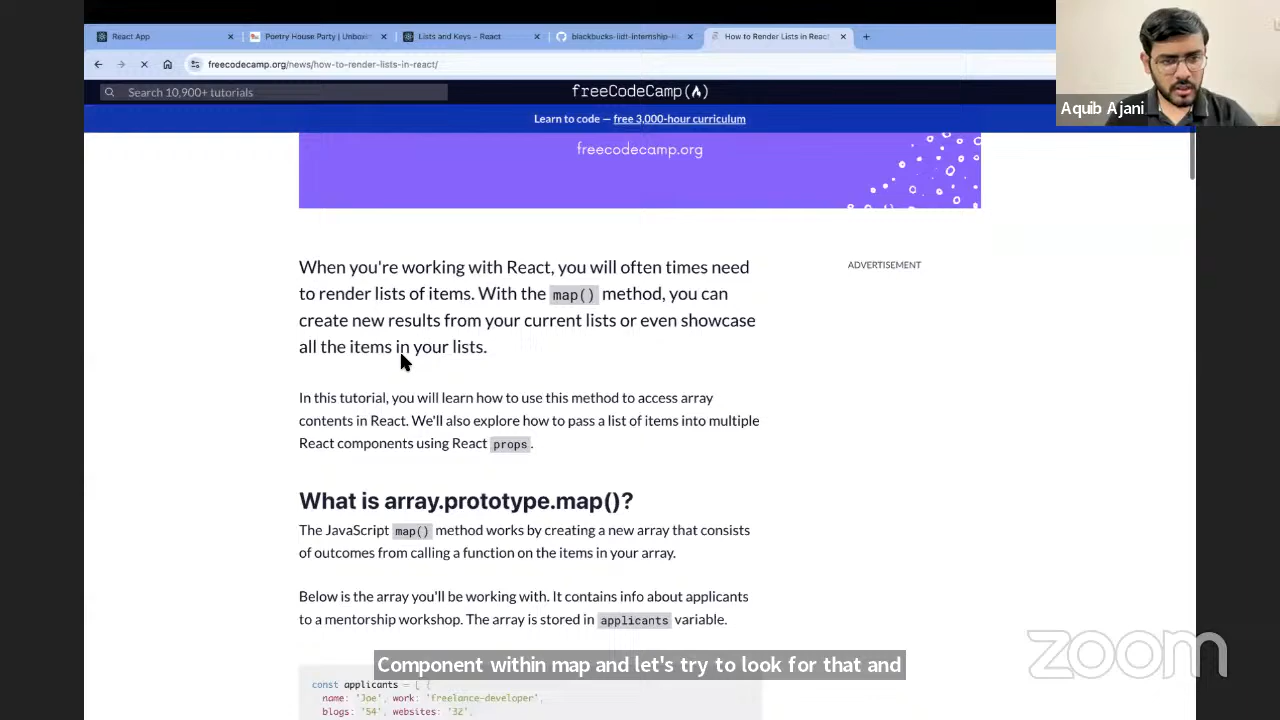 React App
Poetry House Party | Unboxin
Lists and Keys – React
blackbucks-iidt-internship-h
How to Render Lists in React
freecodecamp.org/news/how-to-render-lists-in-react/
Aquib Ajani
Search 10,900+ tutorials
freeCodeCamp
Learn to code — free 3,000-hour curriculum
freecodecamp.org
When you're working with React, you will often times need
to render lists of items. With the map() method, you can
create new results from your current lists or even showcase
all the items in your lists.
ADVERTISEMENT
In this tutorial, you will learn how to use this method to access array
contents in React. We'll also explore how to pass a list of items into multiple
React components using React props.
What is array.prototype.map()?
The JavaScript map() method works by creating a new array that consists
of outcomes from calling a function on the items in your array.
Below is the array you'll be working with. It contains info about applicants
to a mentorship workshop. The array is stored in applicants variable.
Component within map and let's try to look for that and
zoom
const applicants = [ {
name: 'Joe', work: 'freelance-developer',
blogs: '54', websites: '32',